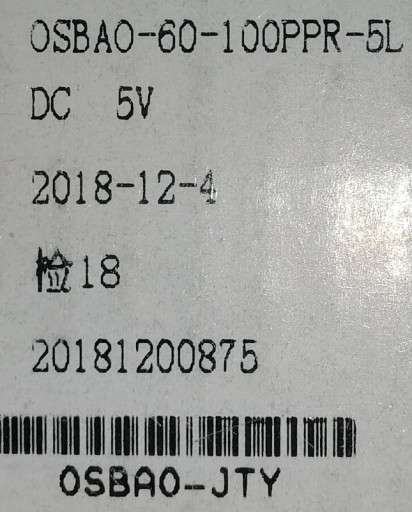 OSBAO-60-100PPR-5L
DC 5V
2018-12-4
检18
20181200875
OSBAO-JTY